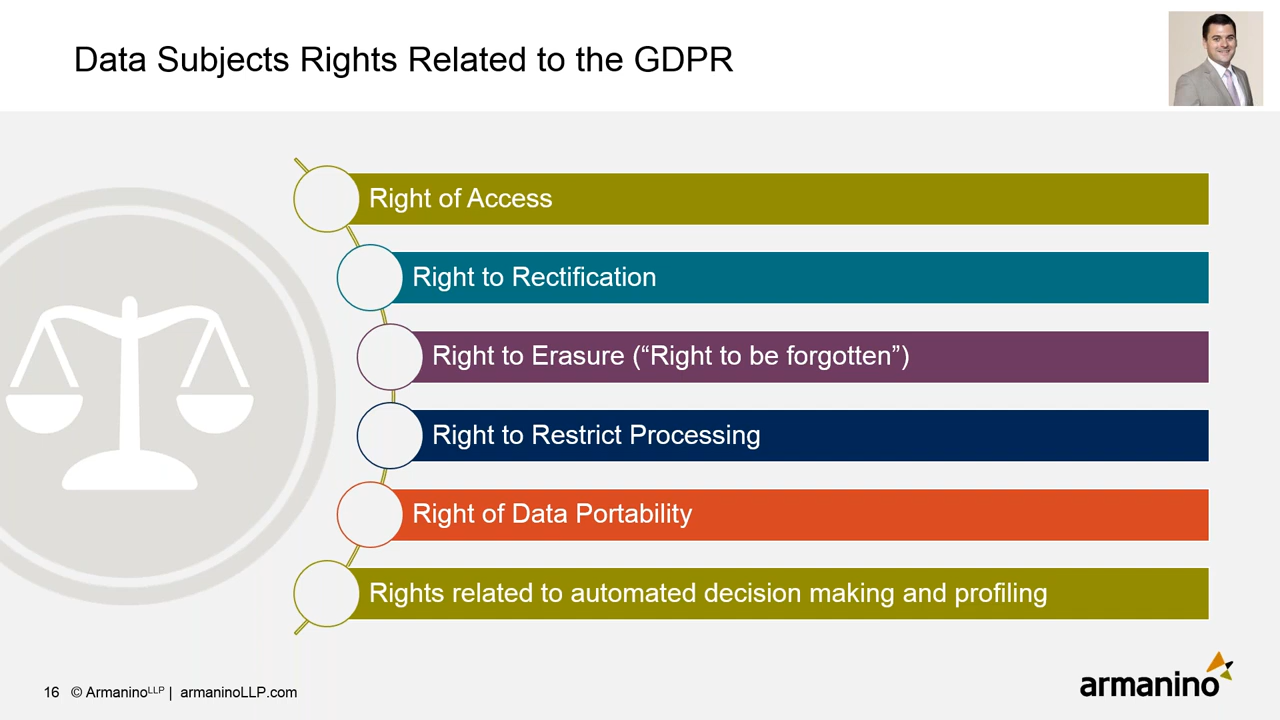 Data Subjects Rights Related to the GDPR
Right of Access
Right to Rectification
Right to Erasure (“Right to be forgotten”)
Right to Restrict Processing
Right of Data Portability
Rights related to automated decision making and profiling
16 © ArmaninoLLP | armaninoLLP.com
armanino